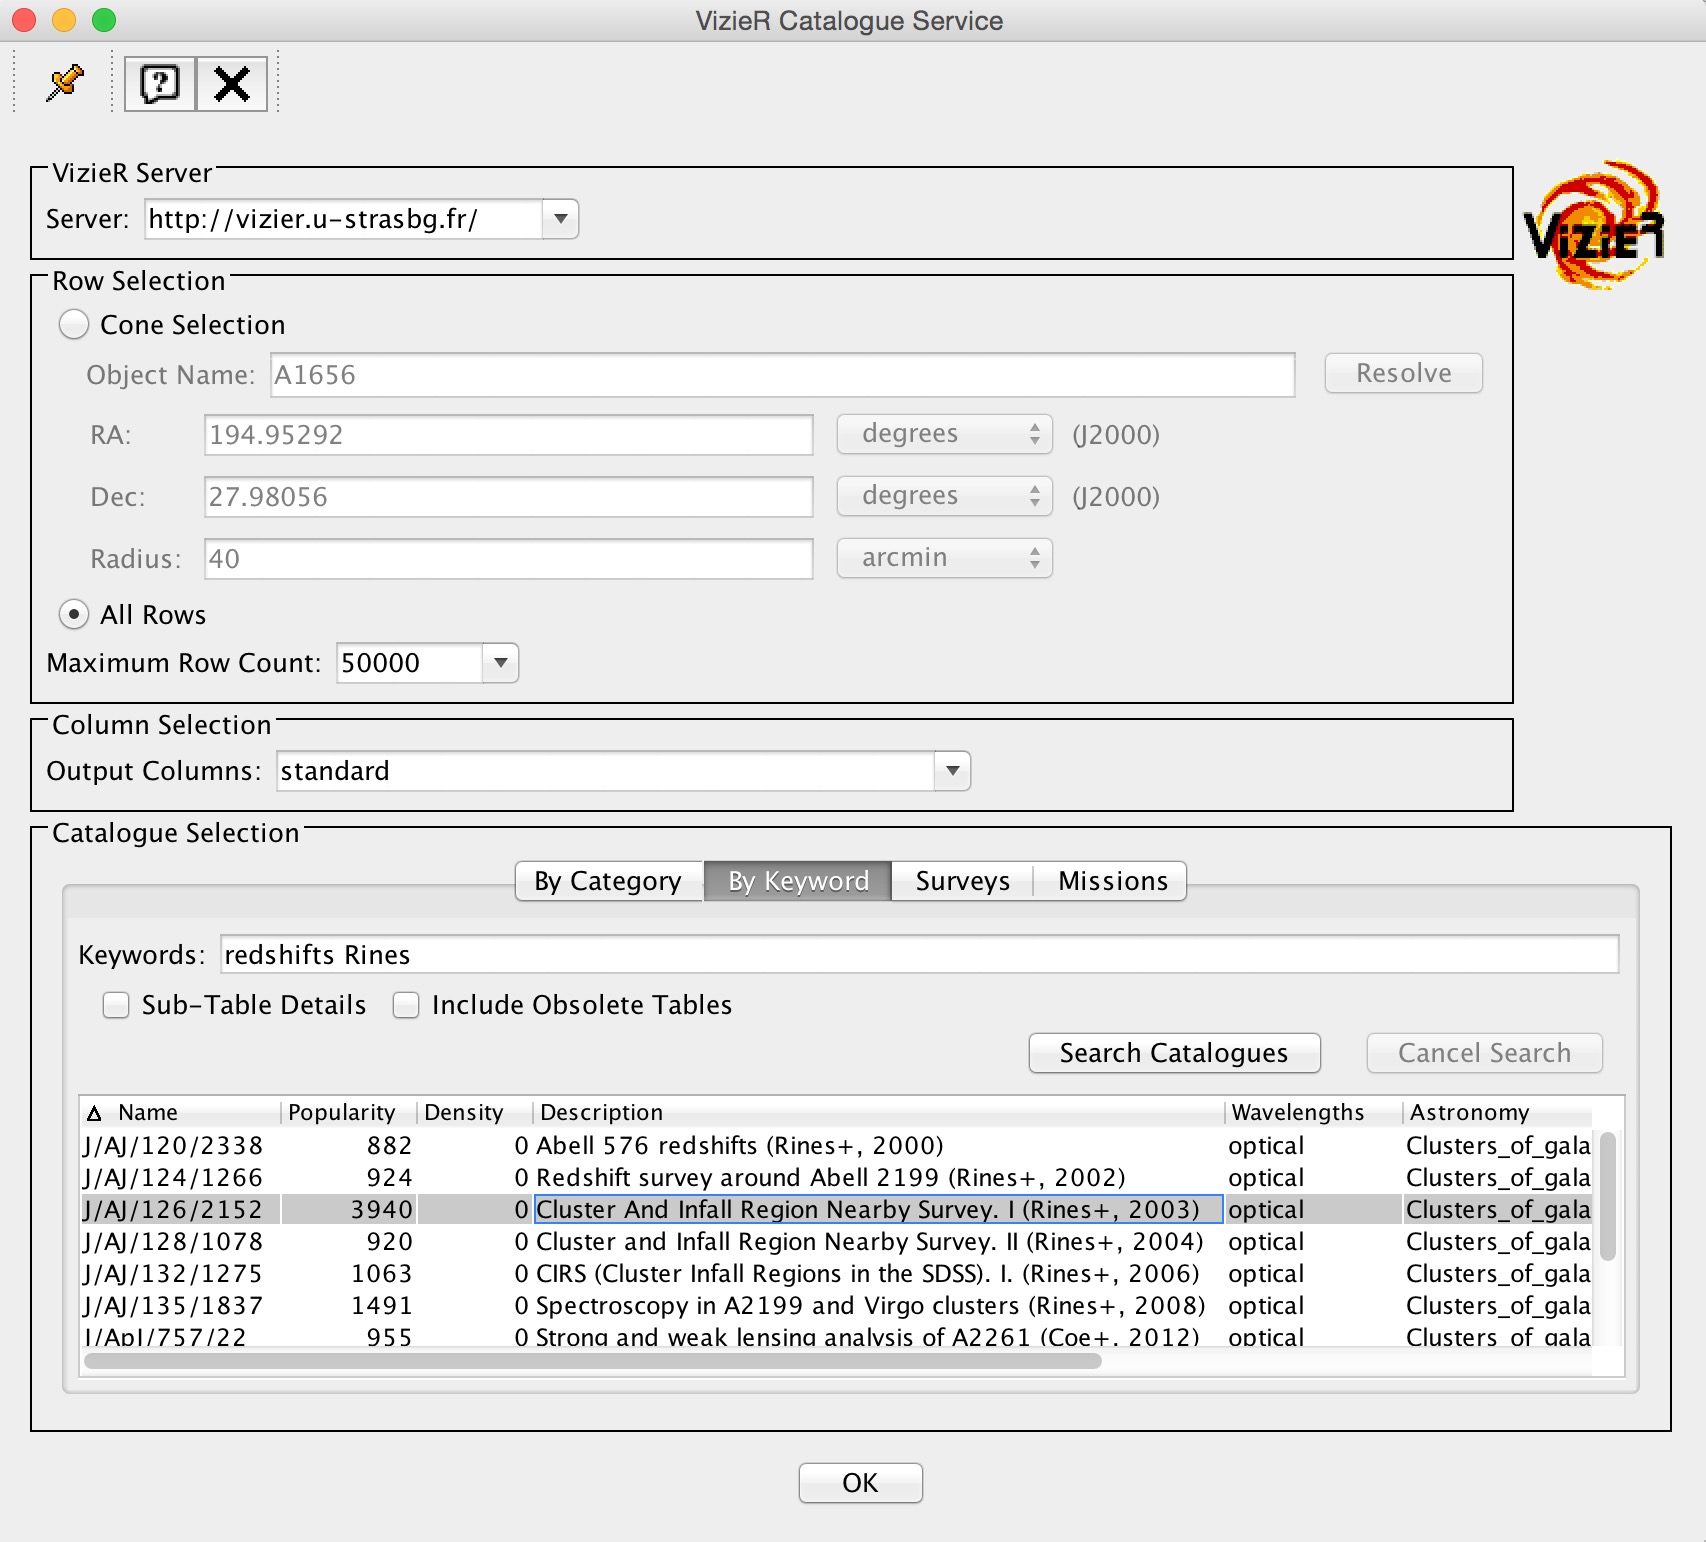 VizieR Catalogue Service
VizieR Server
Server: http://vizier.u-strasbg.fr/
VizieR
Row Selection
Cone Selection
Object Name: A1656 Resolve
RA: 194.95292 degrees (J2000)
Dec: 27.98056 degrees (J2000)
Radius: 40 arcmin
All Rows
Maximum Row Count: 50000
Column Selection
Output Columns: standard
Catalogue Selection
By Category By Keyword Surveys Missions
Keywords: redshifts Rines
Sub-Table Details Include Obsolete Tables
Search Catalogues Cancel Search
Name Popularity Density Description Wavelengths Astronomy
J/AJ/120/2338 882 0 Abell 576 redshifts (Rines+, 2000) optical Clusters_of_gala
J/AJ/124/1266 924 0 Redshift survey around Abell 2199 (Rines+, 2002) optical Clusters_of_gala
J/AJ/126/2152 3940 0 Cluster And Infall Region Nearby Survey. I (Rines+, 2003) optical Clusters_of_gala
J/AJ/128/1078 920 0 Cluster and Infall Region Nearby Survey. II (Rines+, 2004) optical Clusters_of_gala
J/AJ/132/1275 1063 0 CIRS (Cluster Infall Regions in the SDSS). I. (Rines+, 2006) optical Clusters_of_gala
J/AJ/135/1837 1491 0 Spectroscopy in A2199 and Virgo clusters (Rines+, 2008) optical Clusters_of_gala
J/ApJ/757/22 955 0 Strong and weak lensing analysis of A2261 (Coe+, 2012) optical Clusters_of_gala
OK